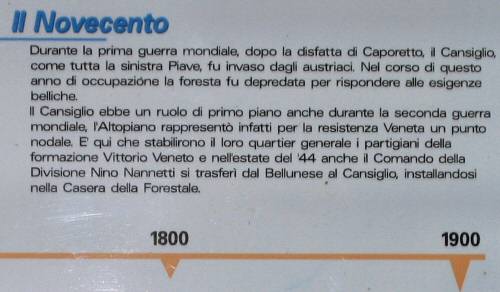 Il Novecento
Durante la prima guerra mondiale, dopo la disfatta di Caporetto, il Cansiglio,
come tutta la sinistra Piave, fu invaso dagli austriaci. Nel corso di questo
anno di occupazione la foresta fu depredata per rispondere alle esigenze
belliche.
Il Cansiglio ebbe un ruolo di primo piano anche durante la seconda guerra
mondiale, l'Altopiano rappresentò infatti per la resistenza Veneta un punto
nodale. E' qui che stabilirono il loro quartier generale i partigiani della
formazione Vittorio Veneto e nell'estate del '44 anche il Comando della
Divisione Nino Nannetti si trasferì dal Bellunese al Cansiglio, installandosi
nella Casera della Forestale.
1800
1900